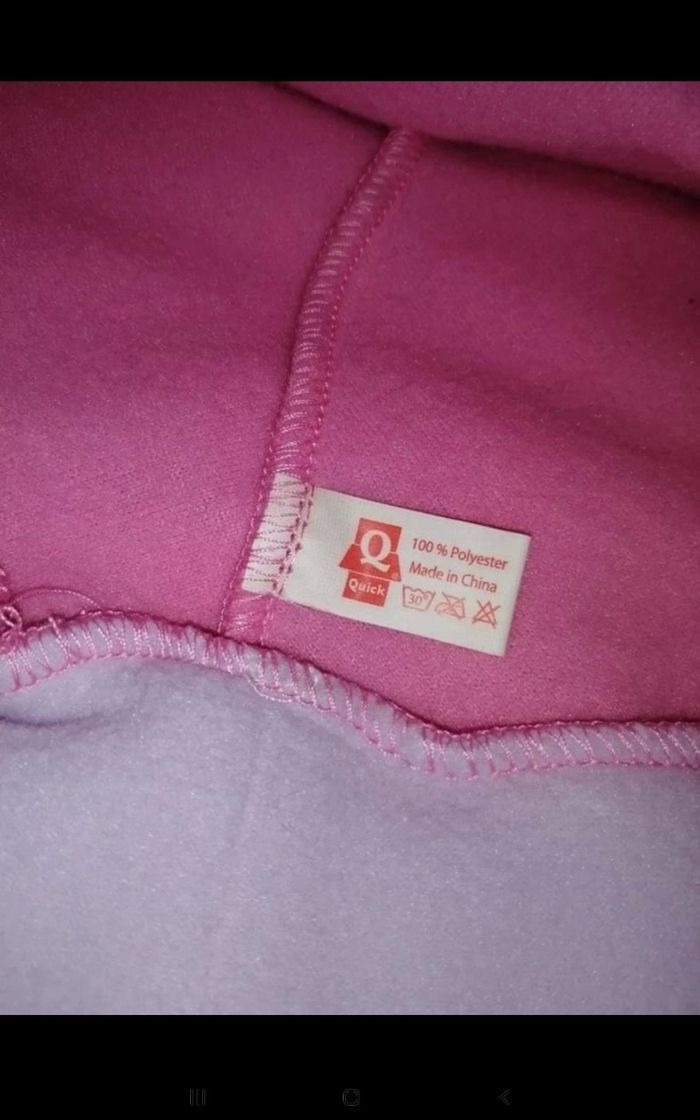 Q
Quick
100 % Polyester
Made in China
30°